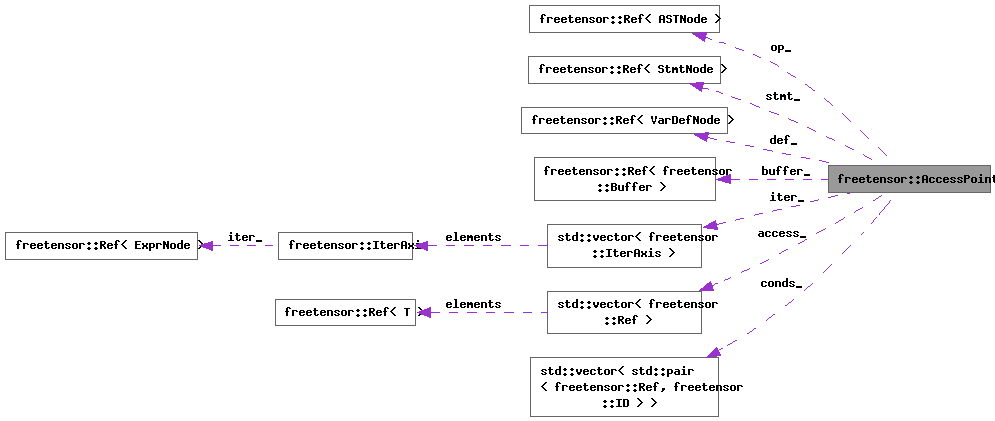 freetensor::Ref< ASTNode >
op_
freetensor::Ref< StmtNode >
stmt_
freetensor::Ref< VarDefNode >
def_
freetensor::Ref< freetensor
::Buffer >
buffer_
freetensor::AccessPoint
iter_
freetensor::Ref< ExprNode >
iter_
freetensor::IterAxis
elements
std::vector< freetensor
::IterAxis >
access_
freetensor::Ref< T >
elements
std::vector< freetensor
::Ref >
conds_
std::vector< std::pair
< freetensor::Ref, freetensor
::ID > >